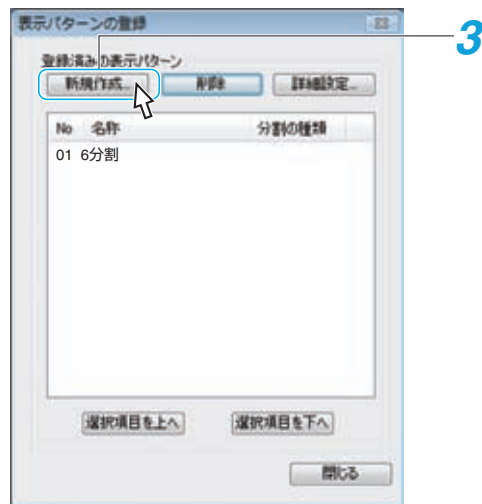 表示パターンの登録
3
登録済みの表示パターン
新規作成... 削除 詳細設定...
No 名称 分割の種類
01 6分割
選択項目を上へ 選択項目を下へ
閉じる